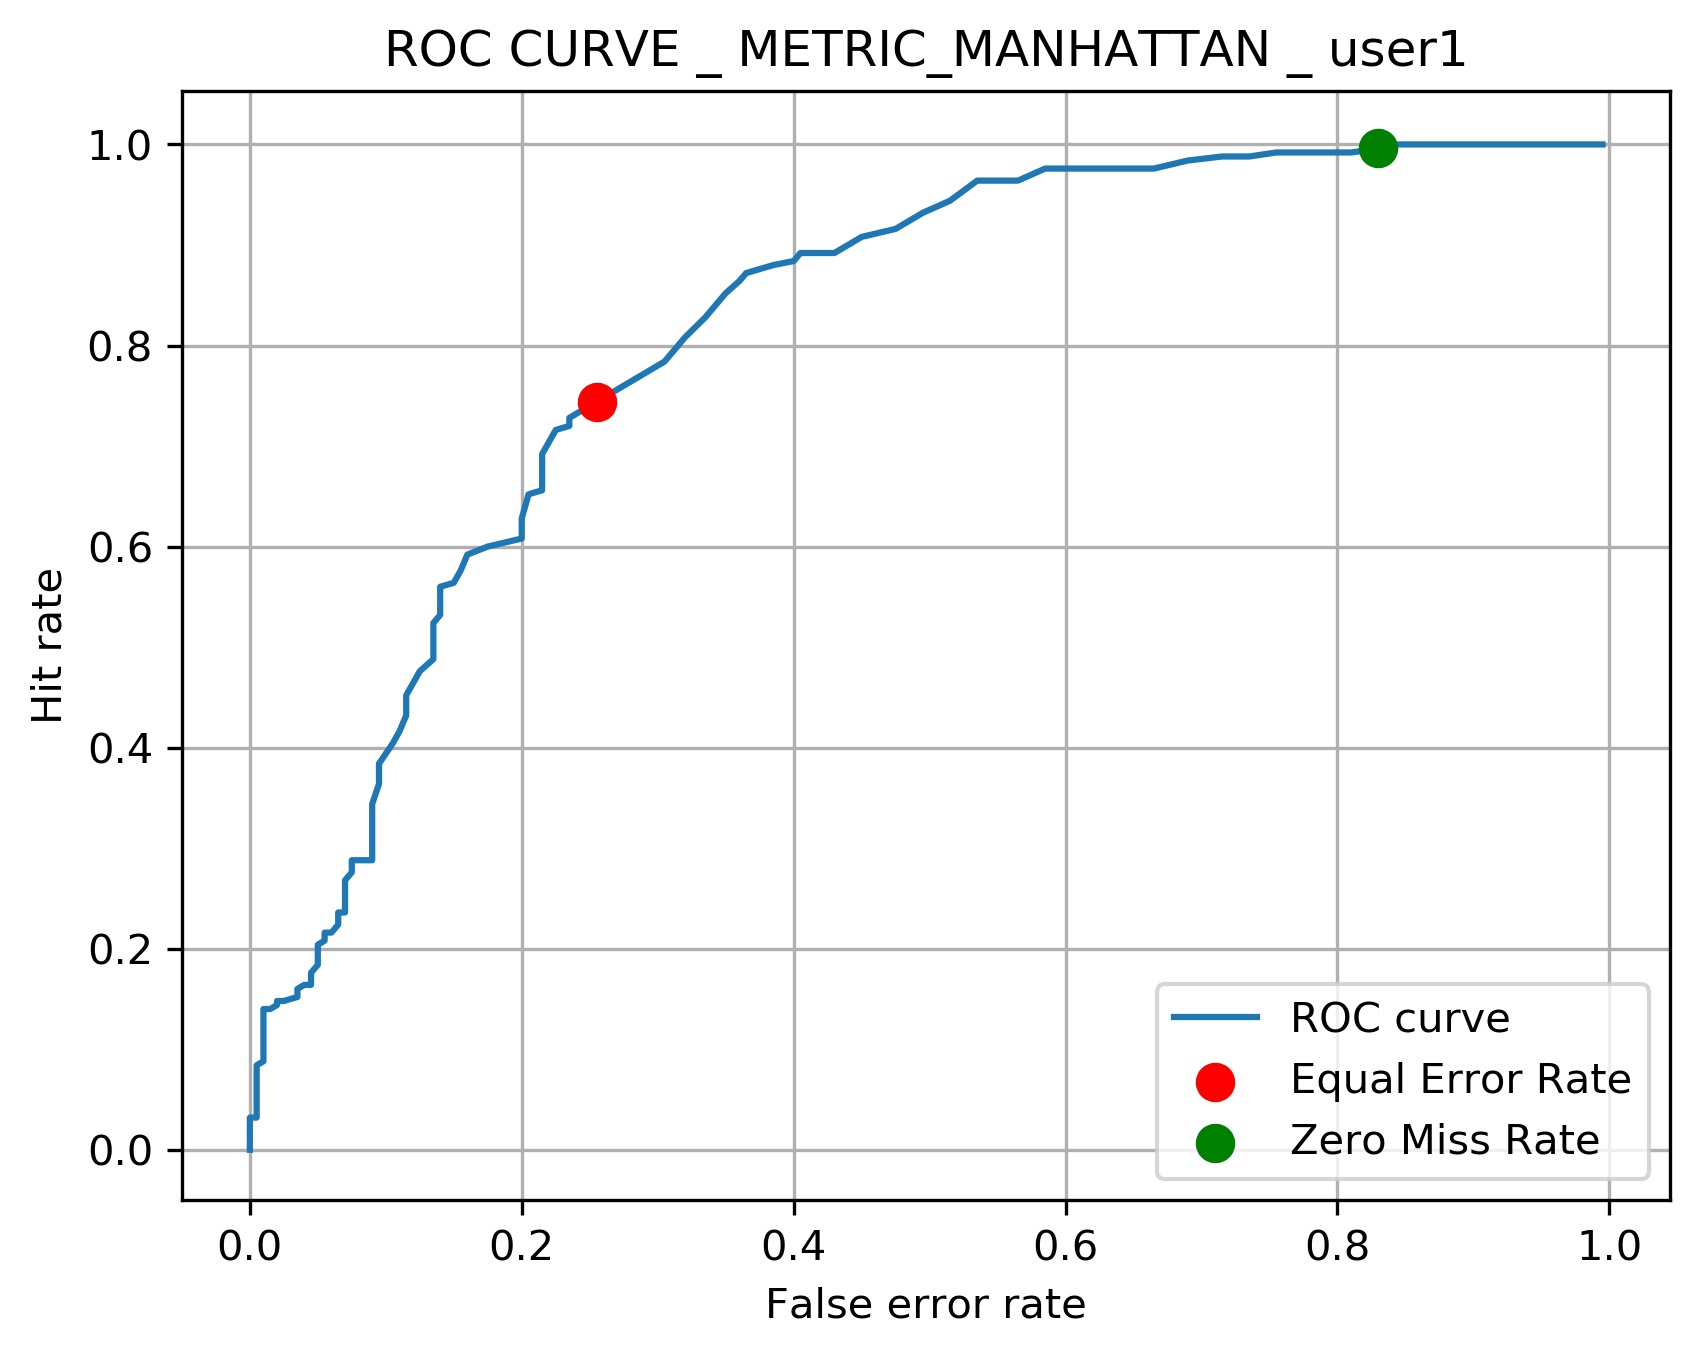 ROC CURVE _ METRIC_MANHATTAN _ user1
1.0
0.8
0.6
0.4
0.2
0.0
Hit rate
ROC curve
Equal Error Rate
Zero Miss Rate
0.0 0.2 0.4 0.6 0.8 1.0
False error rate